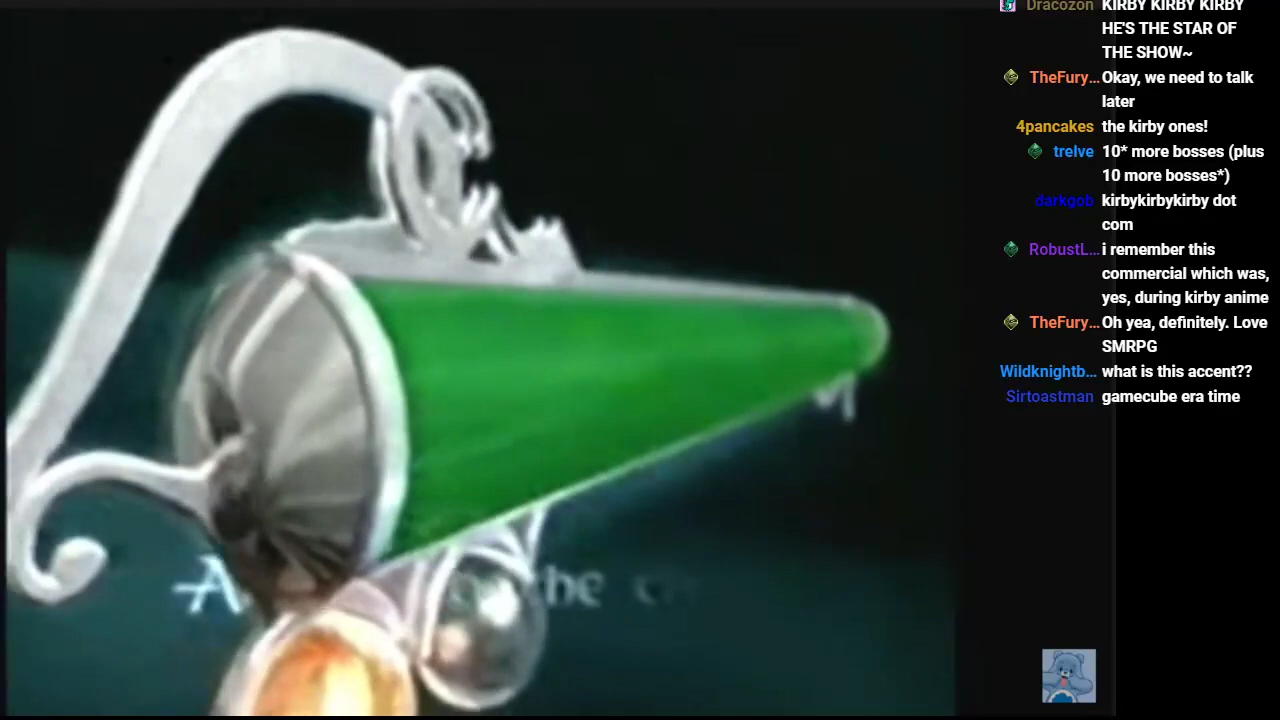 Dracozon KIRBY KIRBY KIRBY
HE'S THE STAR OF
THE SHOW~
TheFury... Okay, we need to talk
later
4pancakes the kirby ones!
trelve 10* more bosses (plus
10 more bosses*)
darkgob kirbykirbykirby dot
com
RobustL... i remember this
commercial which was,
yes, during kirby anime
TheFury... Oh yea, definitely. Love
SMRPG
Wildknightb... what is this accent??
Sirtoastman gamecube era time
the